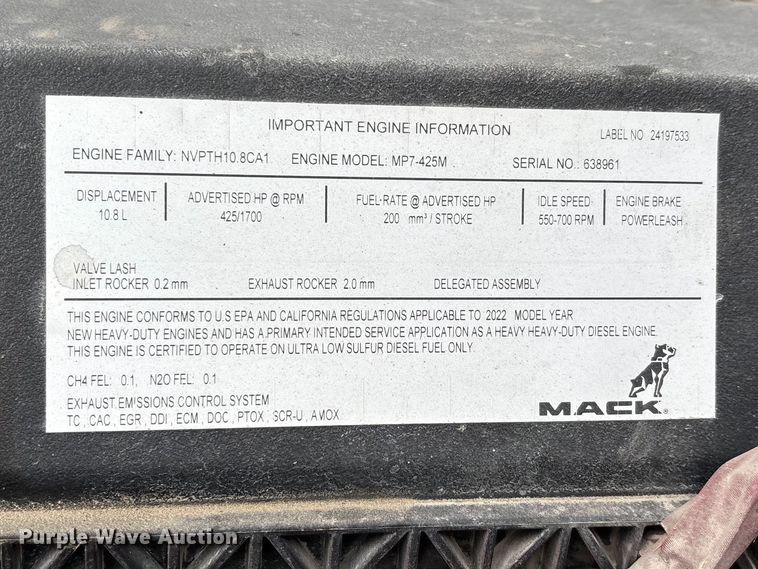 IMPORTANT ENGINE INFORMATION
LABEL NO 24197533
ENGINE FAMILY: NVPTH10.8CA1 ENGINE MODEL: MP7-425M SERIAL NO.: 638961
DISPLACEMENT ADVERTISED HP @ RPM FUEL-RATE @ ADVERTISED HP IDLE SPEED ENGINE BRAKE
10.8 L 425/1700 200 mm³ / STROKE 550-700 RPM POWERLEASH
VALVE LASH
INLET ROCKER 0.2 mm EXHAUST ROCKER 2.0 mm DELEGATED ASSEMBLY
THIS ENGINE CONFORMS TO U.S EPA AND CALIFORNIA REGULATIONS APPLICABLE TO 2022 MODEL YEAR
NEW HEAVY-DUTY ENGINES AND HAS A PRIMARY INTENDED SERVICE APPLICATION AS A HEAVY HEAVY-DUTY DIESEL ENGINE.
THIS ENGINE IS CERTIFIED TO OPERATE ON ULTRA LOW SULFUR DIESEL FUEL ONLY.
CH4 FEL: 0.1, N2O FEL: 0.1
EXHAUST EMISSIONS CONTROL SYSTEM
TC , CAC , EGR , DDI , ECM , DOC , PTOX , SCR-U , AMOX
MACK®
Purple Wave Auction